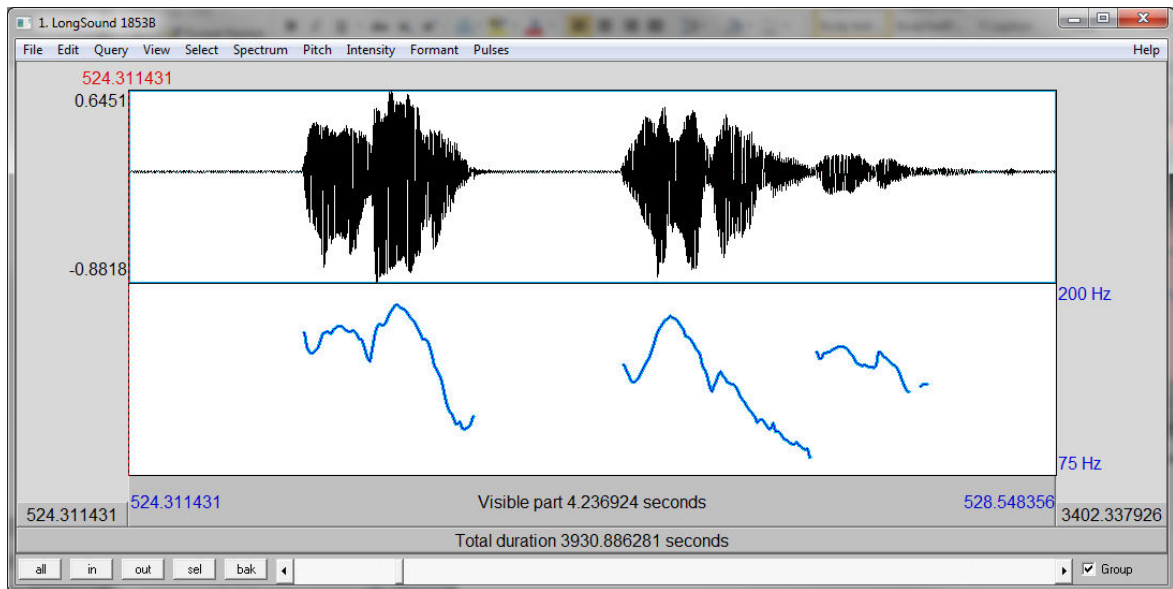 1. LongSound 1853B
File Edit Query View Select Spectrum Pitch Intensity Formant Pulses Help
524.311431
0.6451
-0.8818
200 Hz
75 Hz
524.311431 524.311431 Visible part 4.236924 seconds 528.548356 3402.337926
Total duration 3930.886281 seconds
all in out sel bak Group